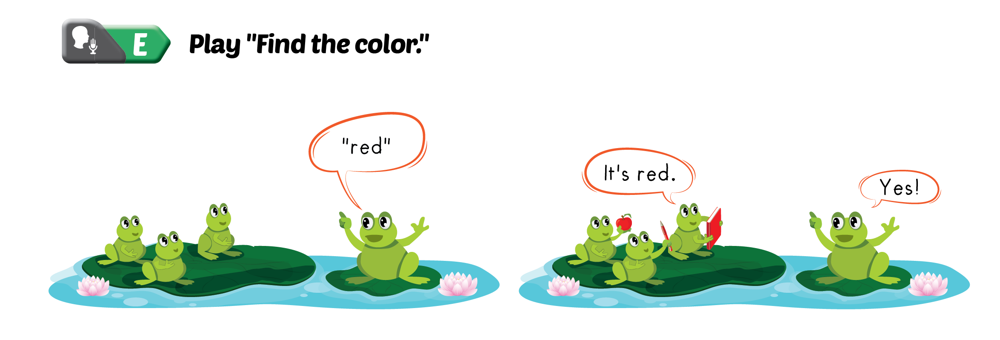 E Play "Find the color."
"red"
It's red.
Yes!